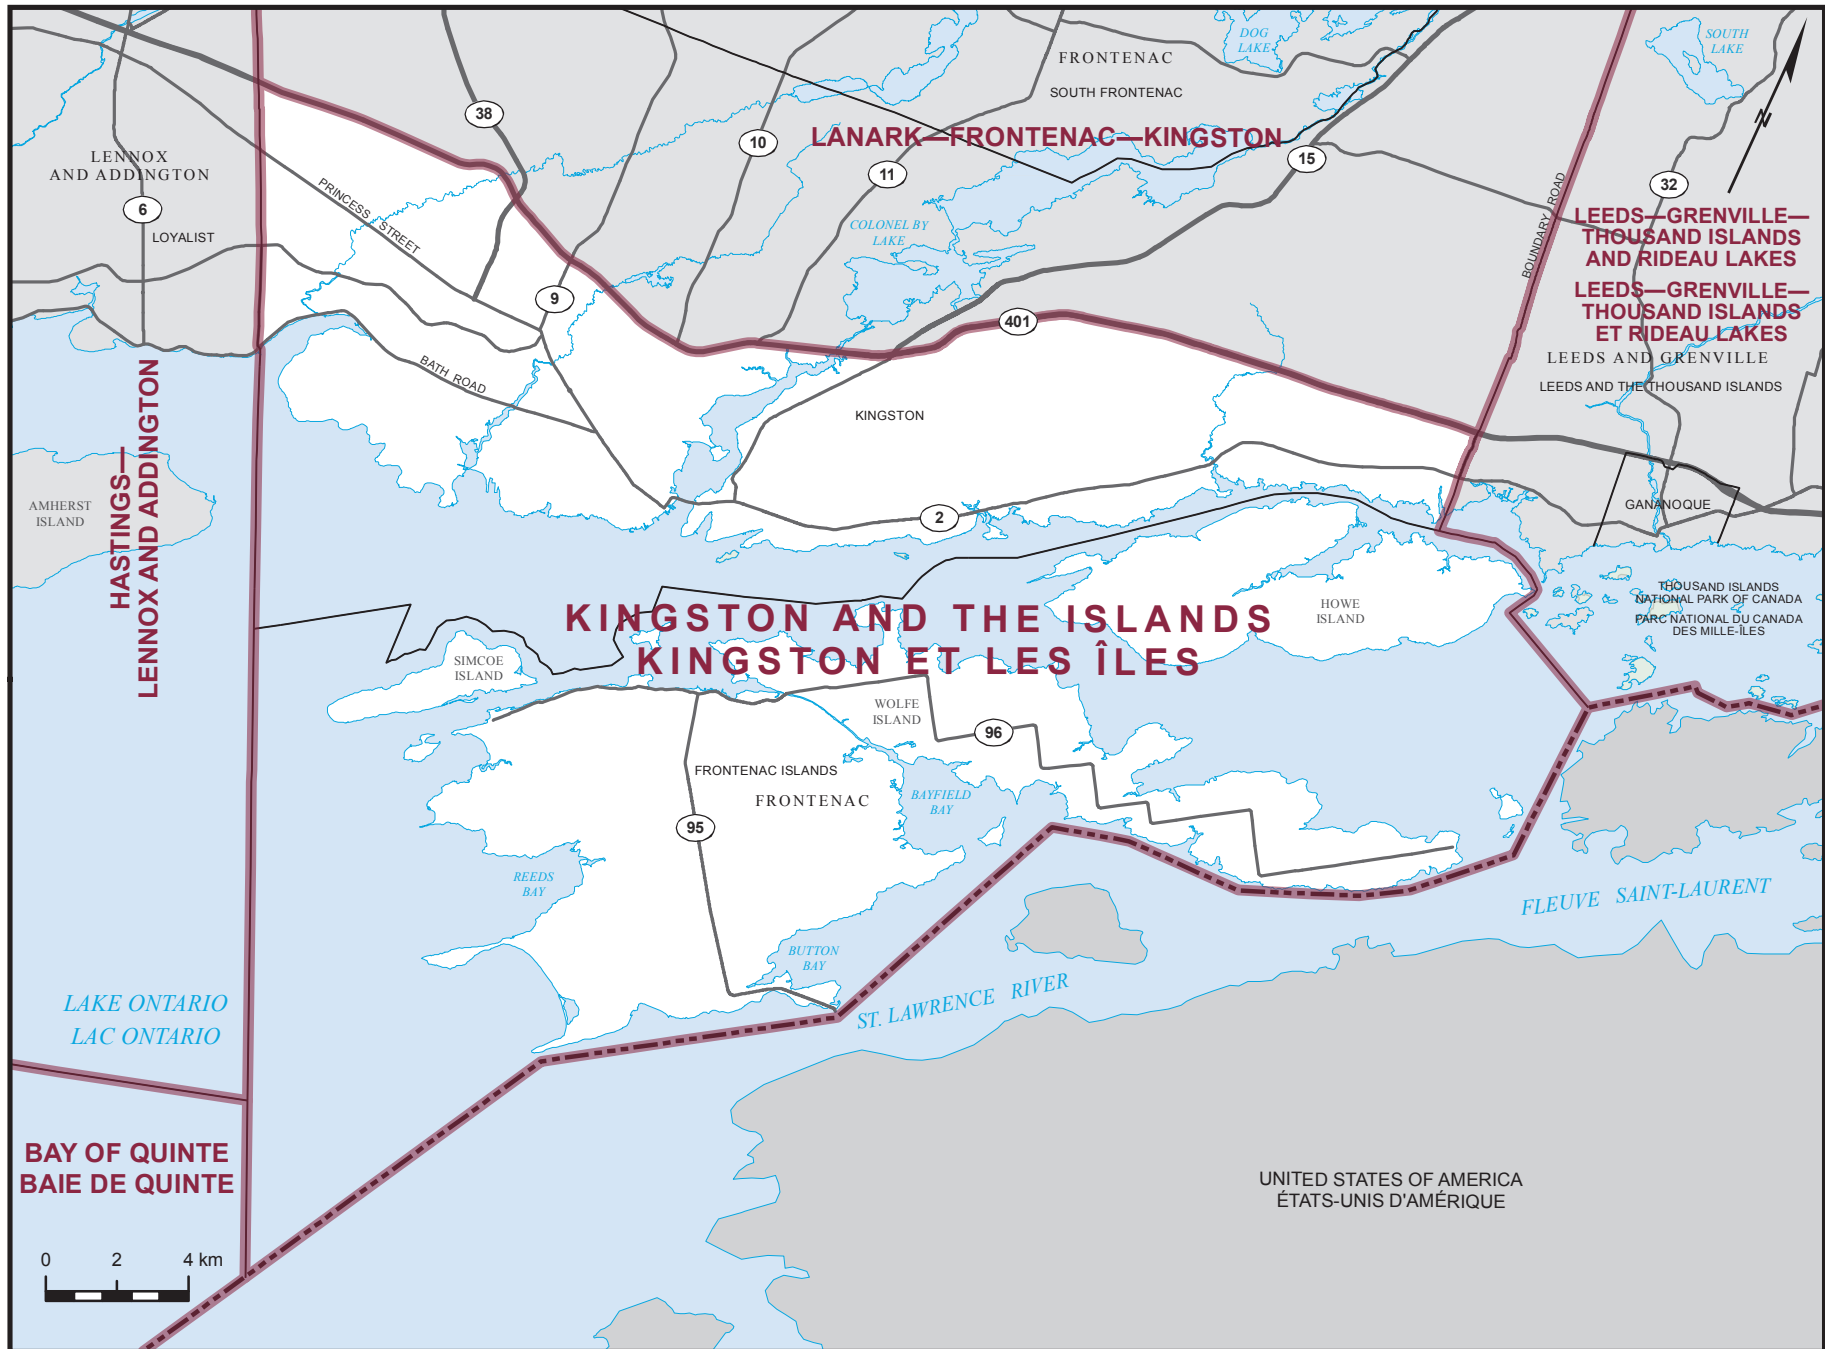 DOG
LAKE
SOUTH
LAKE
FRONTENAC
SOUTH FRONTENAC
38
10
LANARK—FRONTENAC—KINGSTON
11
15
N
LENNOX
AND ADDINGTON
6
LOYALIST
PRINCESS STREET
32
BOUNDARY ROAD
LEEDS—GRENVILLE—
THOUSAND ISLANDS
AND RIDEAU LAKES
LEEDS—GRENVILLE—
THOUSAND ISLANDS
ET RIDEAU LAKES
COLONEL BY
LAKE
9
401
LEEDS AND GRENVILLE
LEEDS AND THE THOUSAND ISLANDS
BATH ROAD
KINGSTON
HASTINGS—
LENNOX AND ADDINGTON
AMHERST
ISLAND
2
GANANOQUE
THOUSAND ISLANDS
NATIONAL PARK OF CANADA
PARC NATIONAL DU CANADA
DES MILLE-ÎLES
HOWE
ISLAND
KINGSTON AND THE ISLANDS
KINGSTON ET LES ÎLES
SIMCOE
ISLAND
WOLFE
ISLAND
96
FRONTENAC ISLANDS
FRONTENAC
BAYFIELD
BAY
95
REEDS
BAY
BUTTON
BAY
FLEUVE SAINT-LAURENT
ST. LAWRENCE RIVER
LAKE ONTARIO
LAC ONTARIO
BAY OF QUINTE
BAIE DE QUINTE
UNITED STATES OF AMERICA
ÉTATS-UNIS D'AMÉRIQUE
0 2 4 km